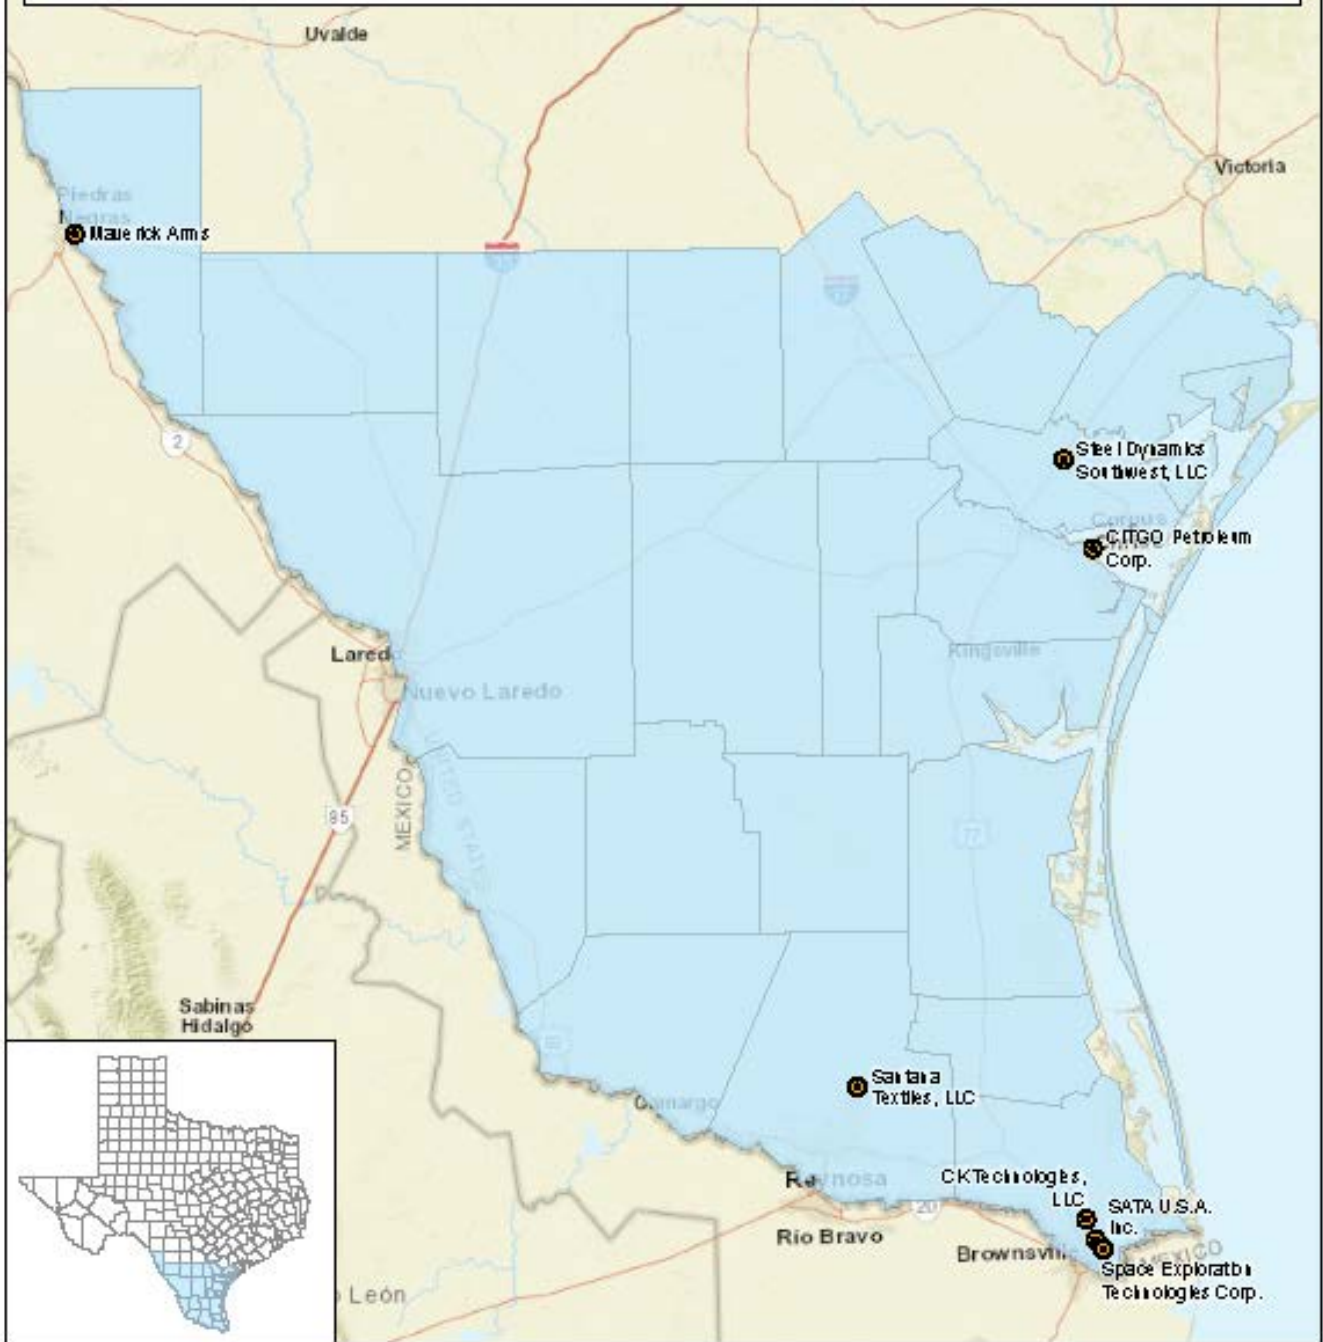 Uvalde
Victoria
Piedras
Negras
Maverick Arms
2
Steel Dynamics
Southwest, LLC
Corpus
CITGO Petroleum
Corp.
Kingsville
Laredo
Nuevo Laredo
UNITED STATES
MEXICO
85
77
Sabinas
Hidalgo
Camargo
Santana
Textiles, LLC
Reynosa
CK Technologies,
LLC
SATA U.S.A.
Inc.
20
Río Bravo
Brownsville
MEXICO
Space Exploration
Technologies Corp.
León